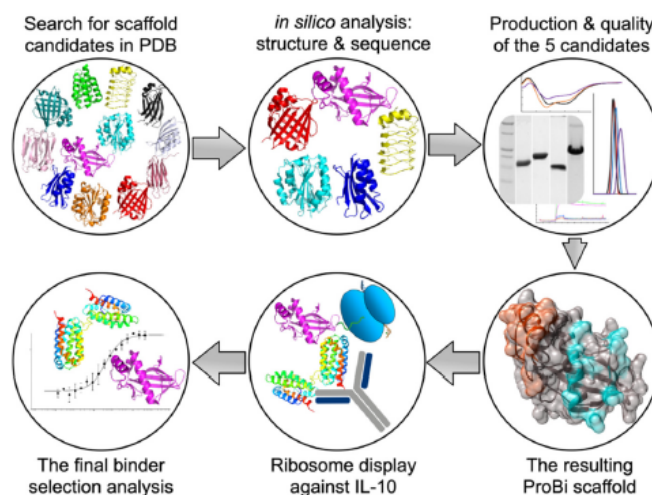 Search for scaffold
candidates in PDB
in silico analysis:
structure & sequence
Production & quality
of the 5 candidates
The final binder
selection analysis
Ribosome display
against IL-10
The resulting
ProBi scaffold